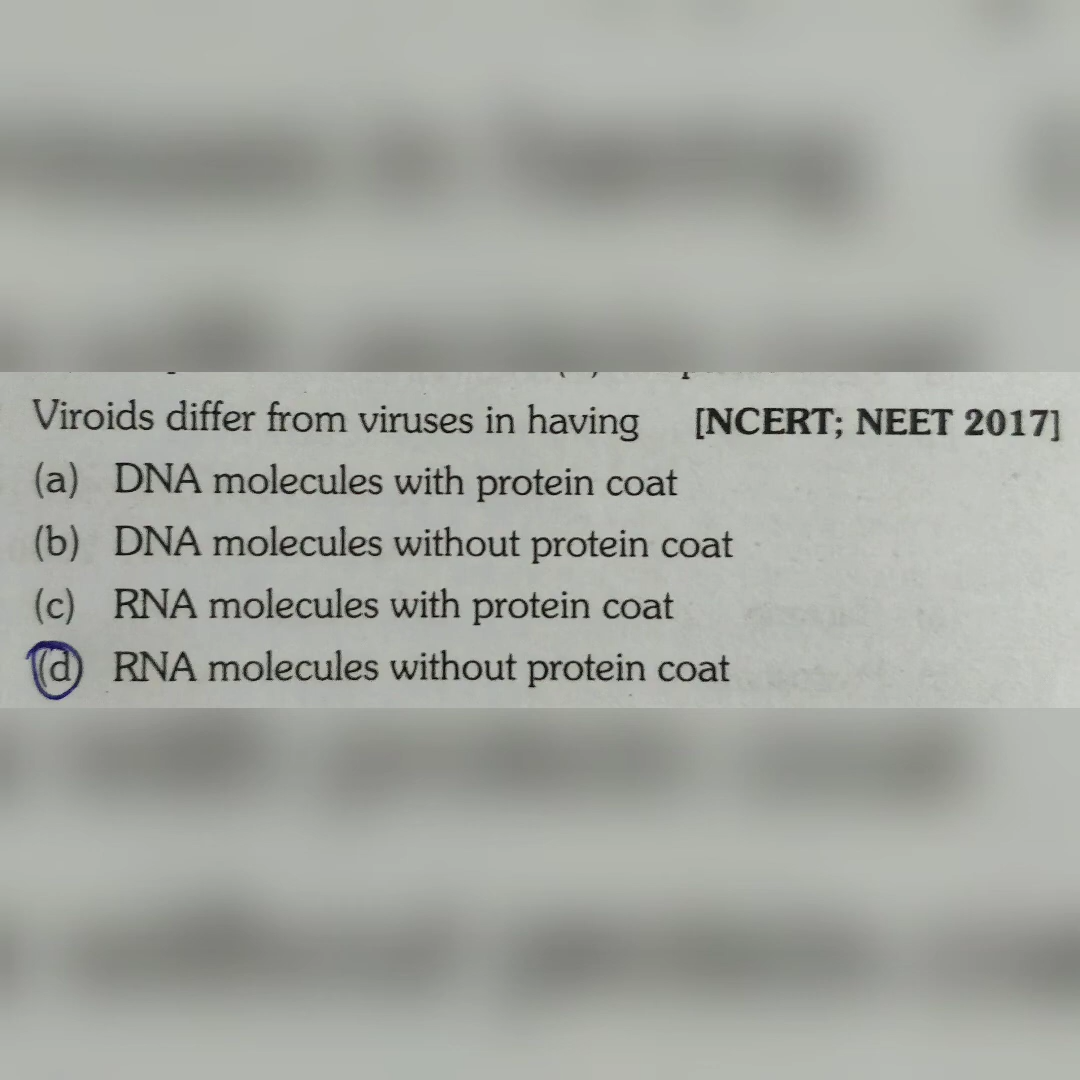 Viroids differ from viruses in having [NCERT; NEET 2017]
(a) DNA molecules with protein coat
(b) DNA molecules without protein coat
(c) RNA molecules with protein coat
(d) RNA molecules without protein coat